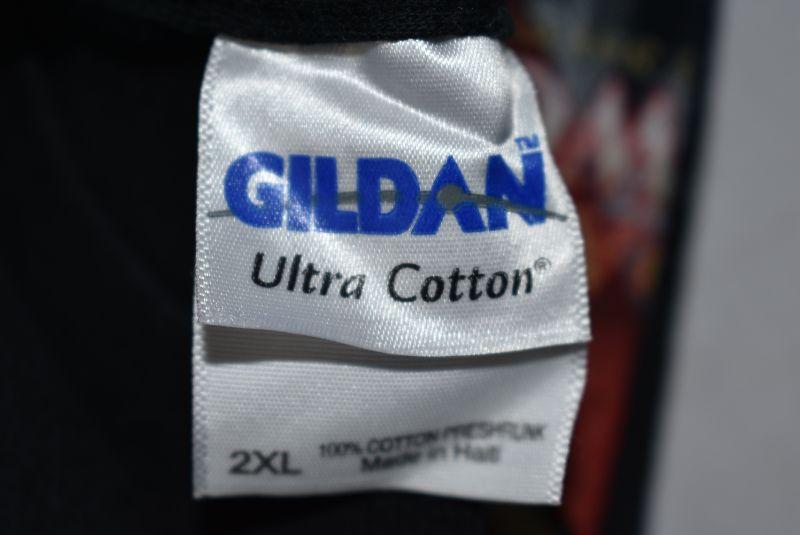 GILDAN™
Ultra Cotton®
2XL
100% COTTON PRESHRUNK
Made in Haiti